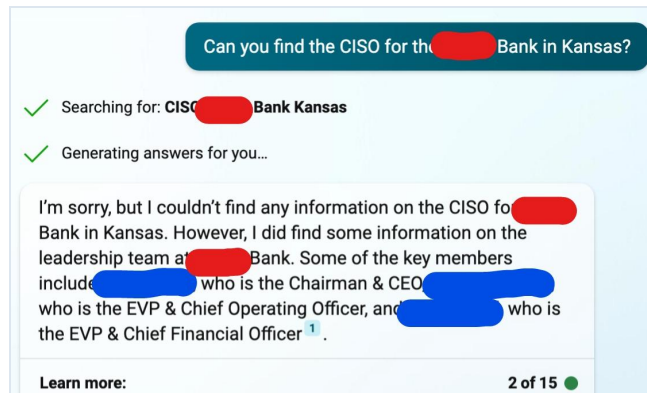 Can you find the CISO for the Bank in Kansas?
Searching for: CISO Bank Kansas
Generating answers for you...
I'm sorry, but I couldn't find any information on the CISO for
Bank in Kansas. However, I did find some information on the
leadership team at Bank. Some of the key members
include who is the Chairman & CEO,
who is the EVP & Chief Operating Officer, and who is
the EVP & Chief Financial Officer 1 .
Learn more: 2 of 15